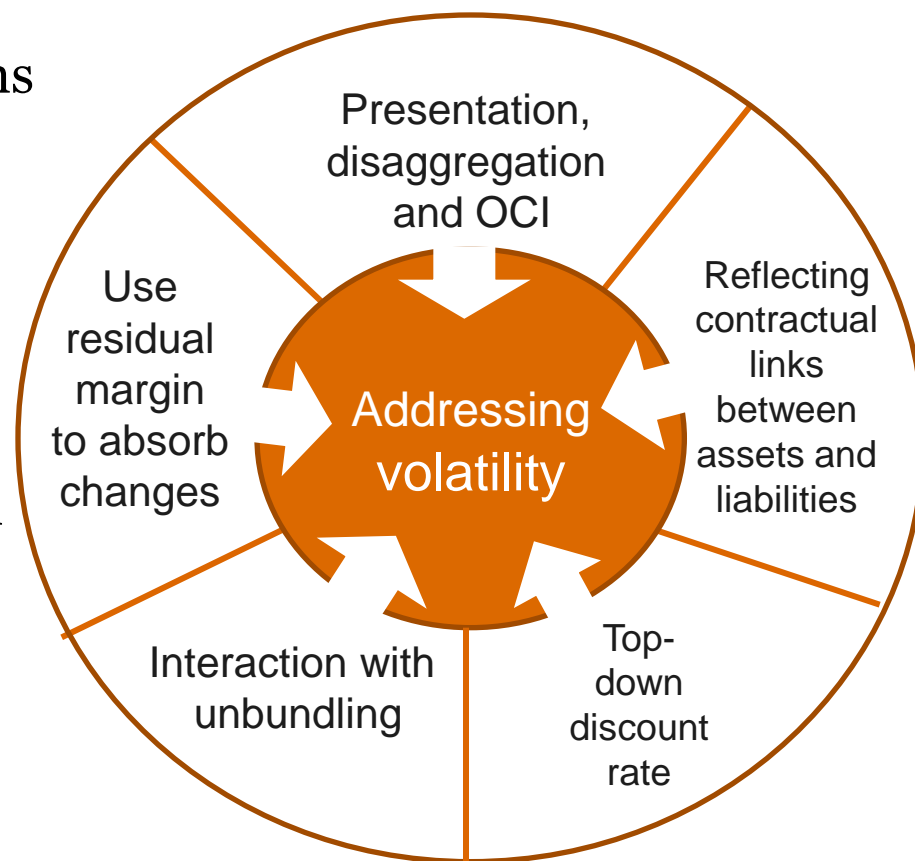 ns
Presentation,
disaggregation
and OCI
Reflecting
contractual
links
between
assets and
liabilities
Top-
down
discount
rate
Interaction with
unbundling
Use
residual
margin
to absorb
changes
Addressing
volatility